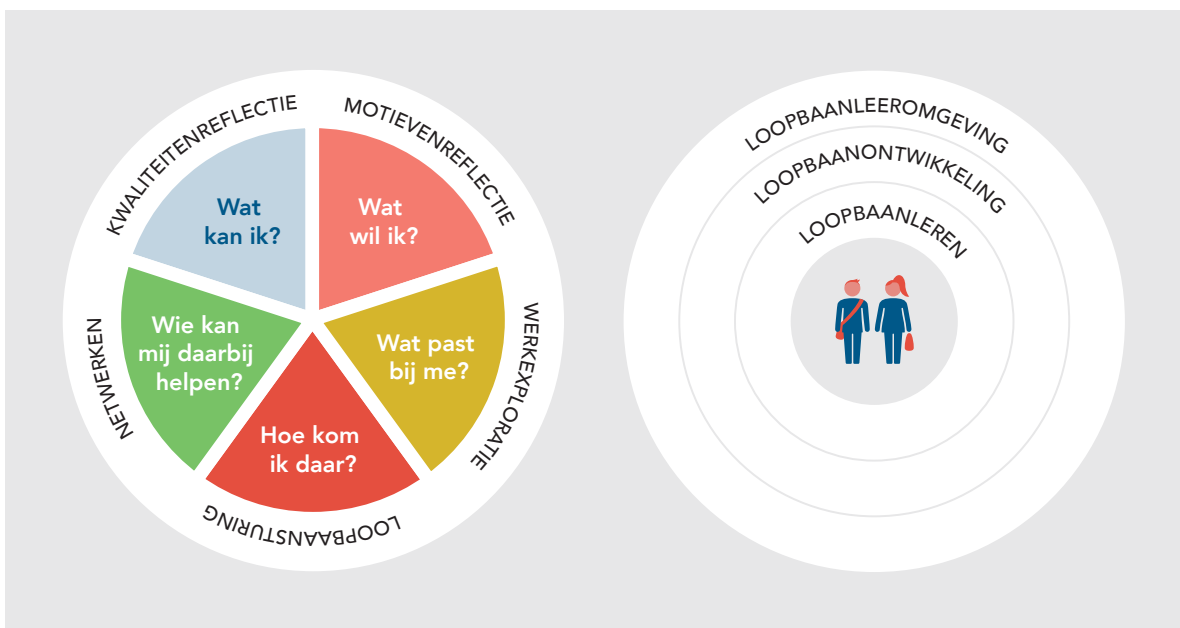 KWALITEITENREFLECTIE
MOTIEVENREFLECTIE
WERKEXPLORATIE
LOOPBAANSTURING
NETWERKEN
Wat
kan ik?
Wat
wil ik?
Wat past
bij me?
Hoe kom
ik daar?
Wie kan
mij daarbij
helpen?
LOOPBAANLEEROMGEVING
LOOPBAANONTWIKKELING
LOOPBAANLEREN